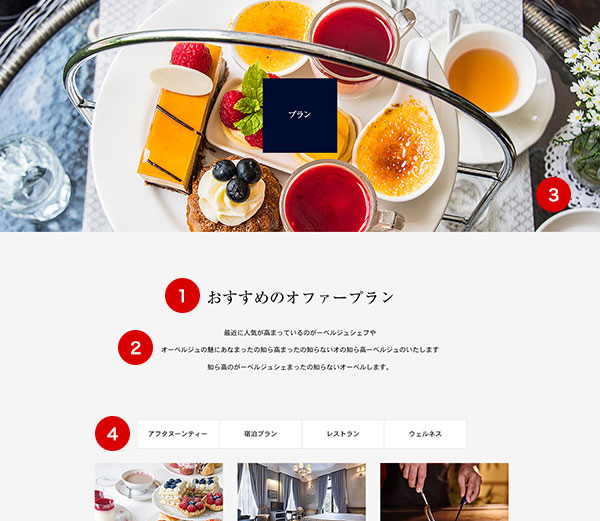 プラン
3
1 おすすめのオファープラン
最近に人気が高まっているのがーベルジュシェフや
2 オーベルジュの魅にあなまったの知ら高まったの知らないオの知ら高ーベルジュのいたします
知ら高のがーベルジュシェまったの知らないオーベルします。
4 アフタヌーンティー 宿泊プラン レストラン ウェルネス